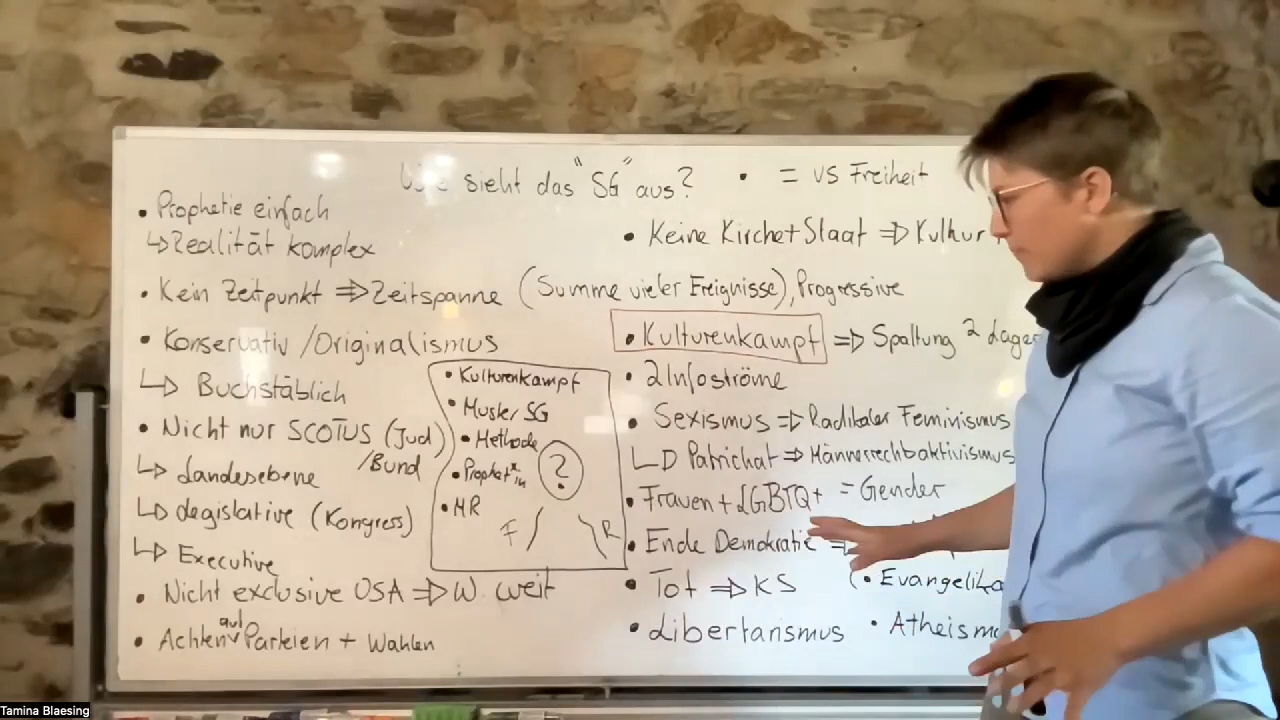 Wie sieht das "SG" aus?
• Prophetie einfach
↳ Realität komplex
• Kein Zeitpunkt ⇒ Zeitspanne (Summe vieler Ereignisse), Progressive
• Konservativ / Originalismus
↳ Buchstäblich
• Nicht nur SCOTUS (Jud)
/Bund
↳ Landesebene
↳ Legislative (Kongress)
↳ Executive
• Nicht exclusive USA ⇒ W. weit
• Achten auf Parteien + Wahlen
• Kulturenkampf
• Muster SG
• Methode
• Prophet*in
?
• MR
F / \ R
• = vs Freiheit
• Keine Kirche + Staat ⇒ Kultur
• Kulturenkampf ⇒ Spaltung 2 Lager
• 2 Infoströme
• Sexismus ⇒ Radikaler Feminismus
↳ Patrichat ⇒ Männerrechtsaktivismus
• Frauen + LGBTQ+ = Gender
• Ende Demokratie ⇒
• Tot ⇒ KS
• Libertarismus
(• Evangelika
• Atheism
Tamina Blaesing